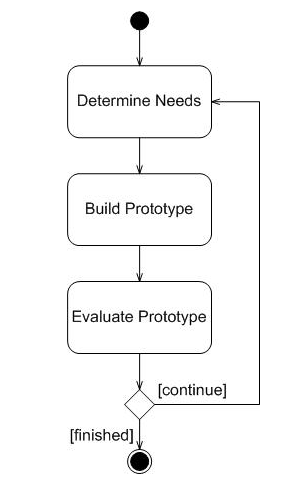 Determine Needs
Build Prototype
Evaluate Prototype
[continue]
[finished]